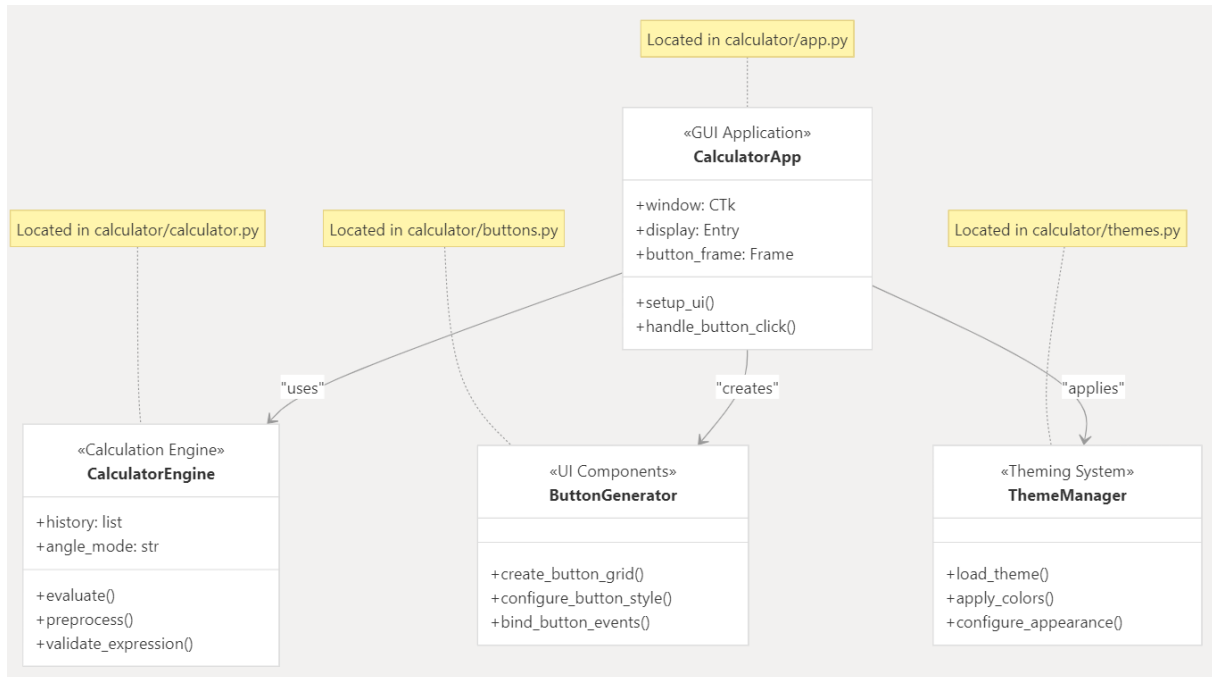 Located in calculator/app.py
«GUI Application»
CalculatorApp
+window: CTk
+display: Entry
+button_frame: Frame
+setup_ui()
+handle_button_click()
Located in calculator/calculator.py
Located in calculator/buttons.py
Located in calculator/themes.py
"uses"
"creates"
"applies"
«Calculation Engine»
CalculatorEngine
+history: list
+angle_mode: str
+evaluate()
+preprocess()
+validate_expression()
«UI Components»
ButtonGenerator
+create_button_grid()
+configure_button_style()
+bind_button_events()
«Theming System»
ThemeManager
+load_theme()
+apply_colors()
+configure_appearance()